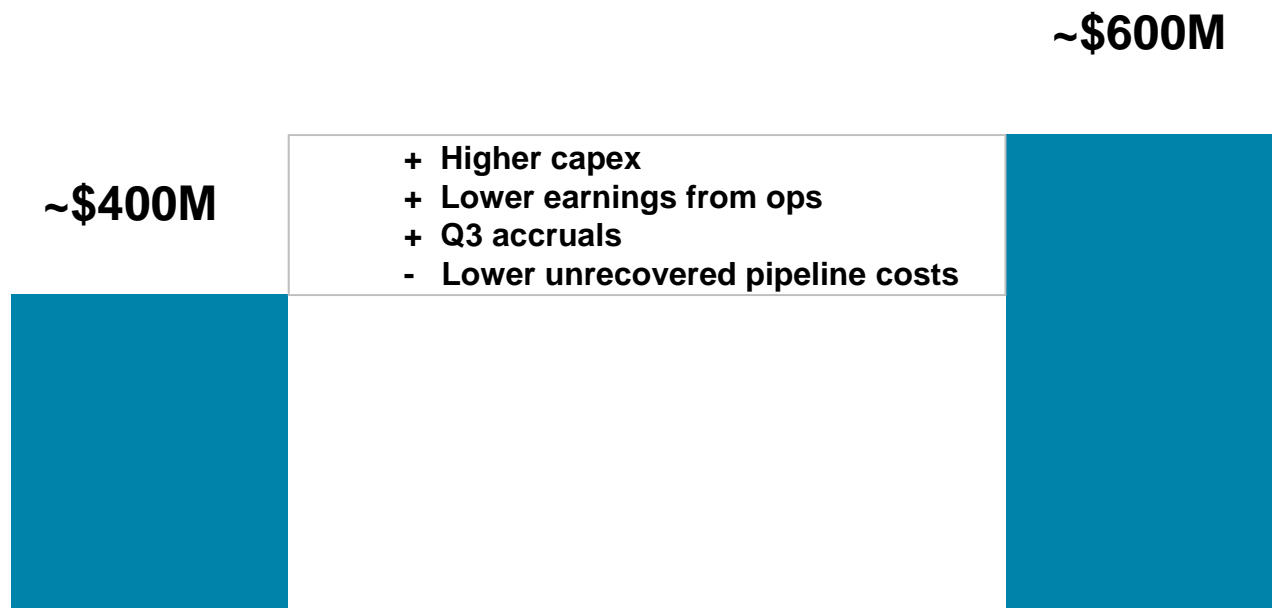 ~$600M
~$400M
+ Higher capex
+ Lower earnings from ops
+ Q3 accruals
- Lower unrecovered pipeline costs